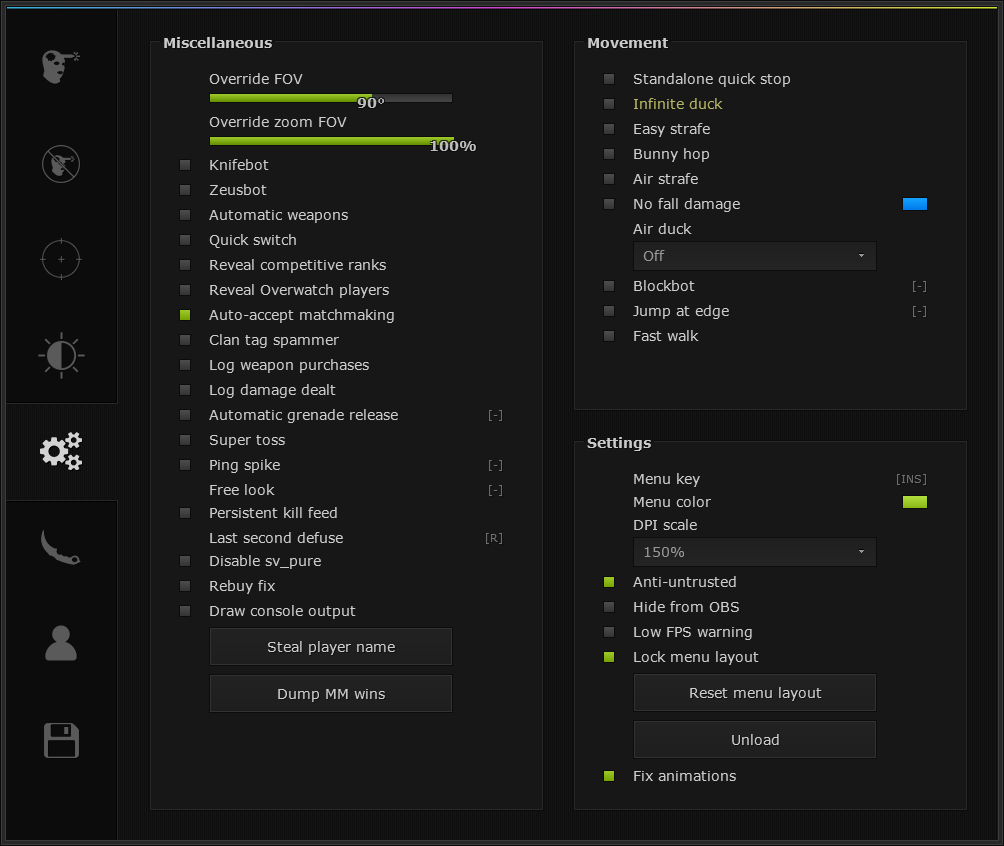 Miscellaneous
Override FOV
90°
Override zoom FOV
100%
Knifebot
Zeusbot
Automatic weapons
Quick switch
Reveal competitive ranks
Reveal Overwatch players
Auto-accept matchmaking
Clan tag spammer
Log weapon purchases
Log damage dealt
Automatic grenade release [-]
Super toss
Ping spike [-]
Free look [-]
Persistent kill feed
Last second defuse [R]
Disable sv_pure
Rebuy fix
Draw console output
Steal player name
Dump MM wins
Movement
Standalone quick stop
Infinite duck
Easy strafe
Bunny hop
Air strafe
No fall damage
Air duck
Off
Blockbot [-]
Jump at edge [-]
Fast walk
Settings
Menu key [INS]
Menu color
DPI scale
150%
Anti-untrusted
Hide from OBS
Low FPS warning
Lock menu layout
Reset menu layout
Unload
Fix animations